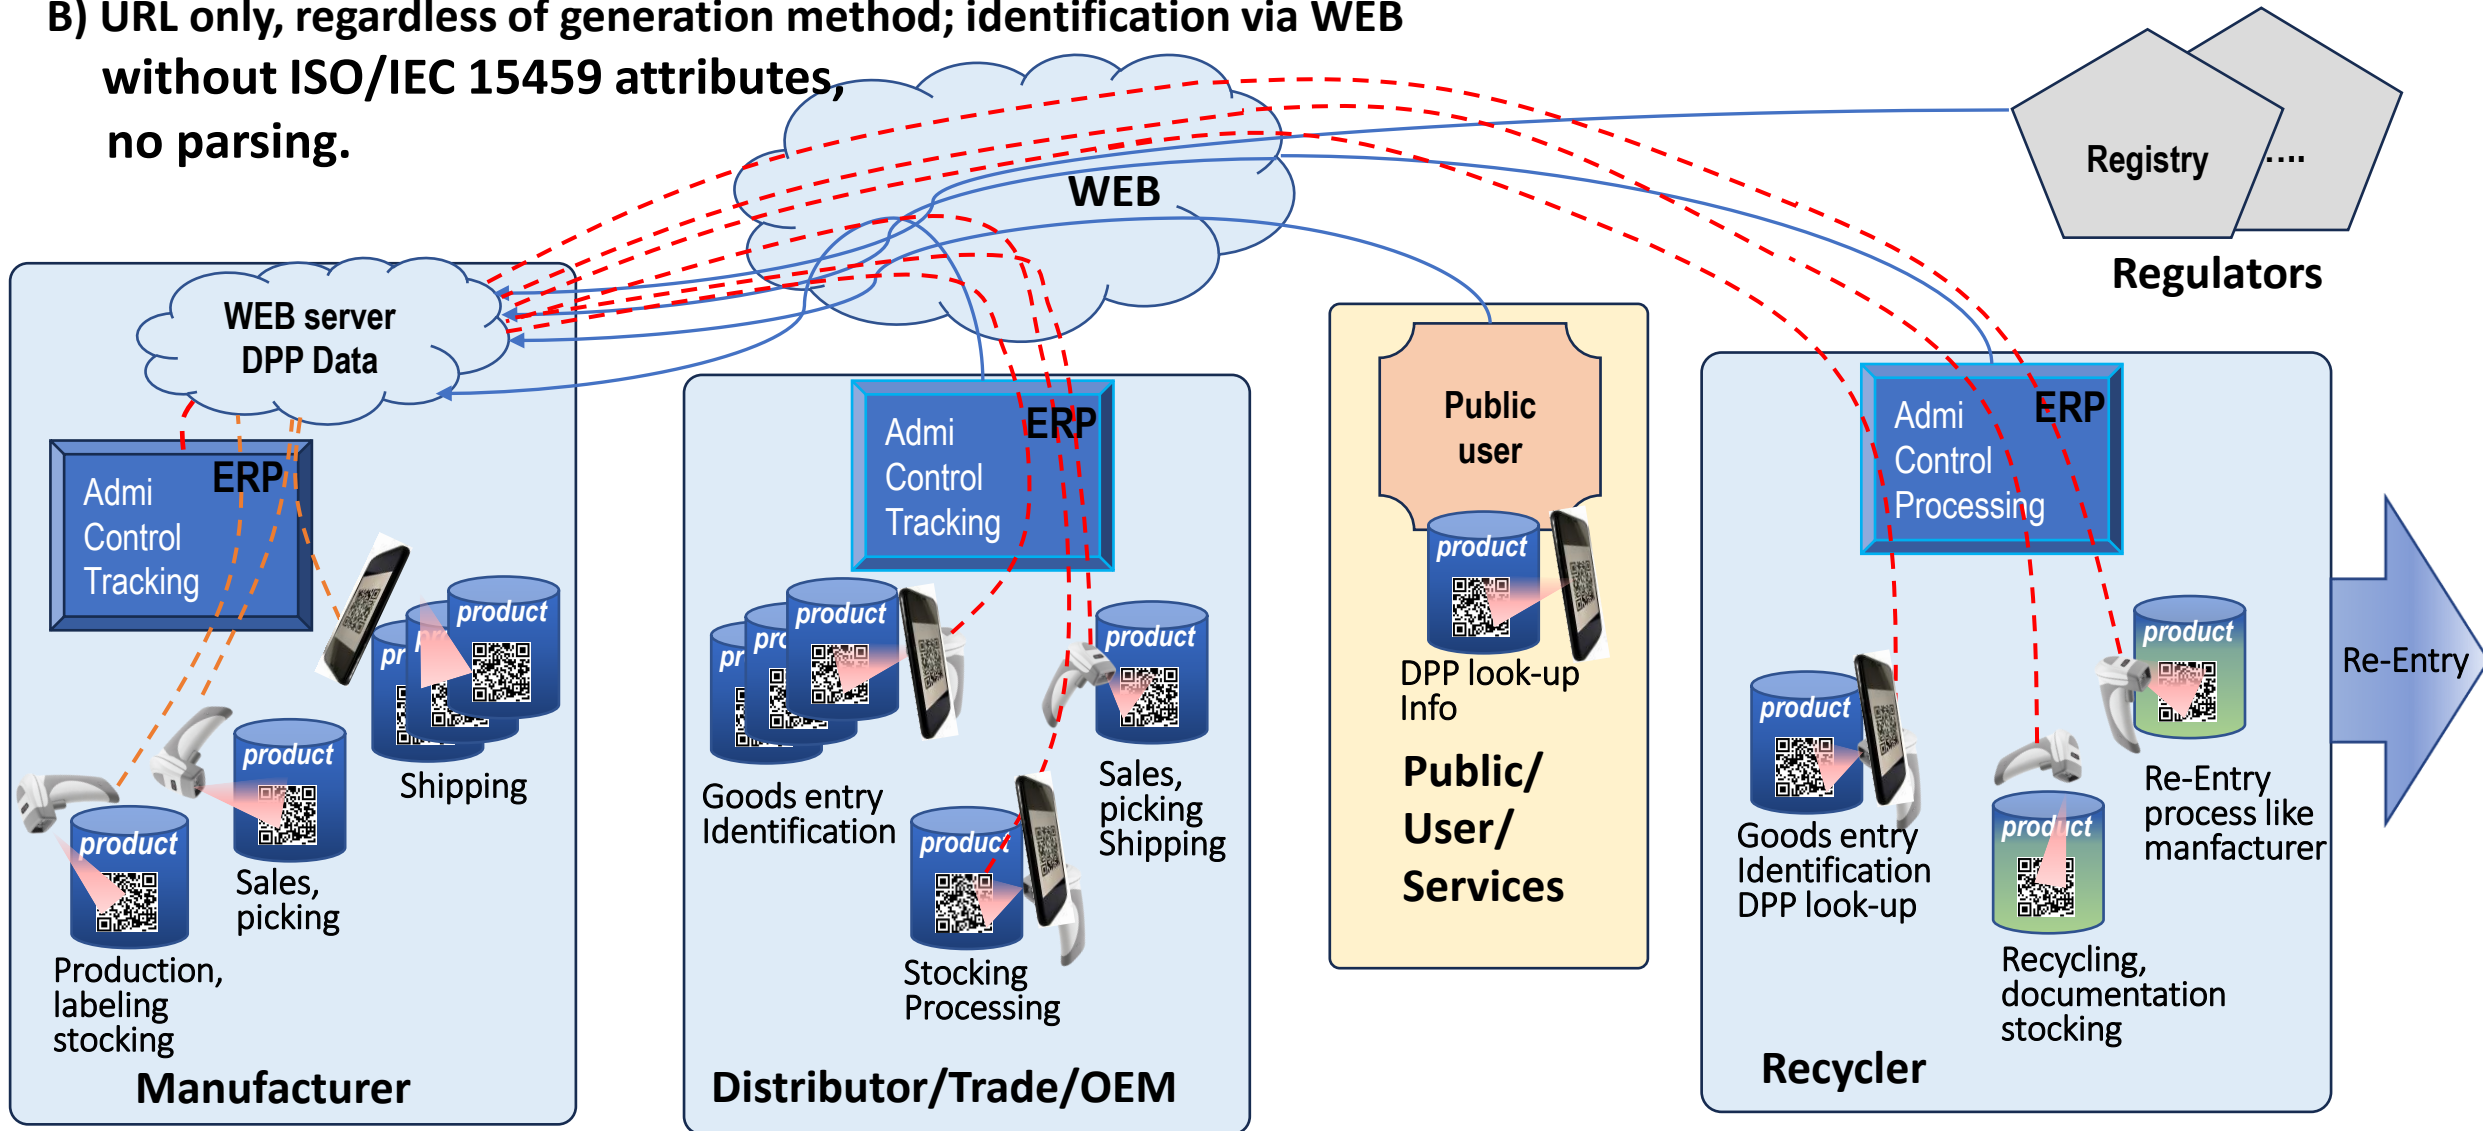 B) URL only, regardless of generation method; identification via WEB
without ISO/IEC 15459 attributes,
no parsing.
WEB
Registry
....
Regulators
WEB server
DPP Data
ERP
Admi
Control
Tracking
product
pr
pr
Shipping
product
Sales,
picking
product
Production,
labeling
stocking
Manufacturer
ERP
Admi
Control
Tracking
product
pro
pr
Goods entry
Identification
product
Stocking
Processing
product
Sales,
picking
Shipping
Distributor/Trade/OEM
Public
user
product
DPP look-up
Info
Public/
User/
Services
ERP
Admi
Control
Processing
product
Goods entry
Identification
DPP look-up
product
Recycling,
documentation
stocking
product
Re-Entry
process like
manfacturer
Recycler
Re-Entry